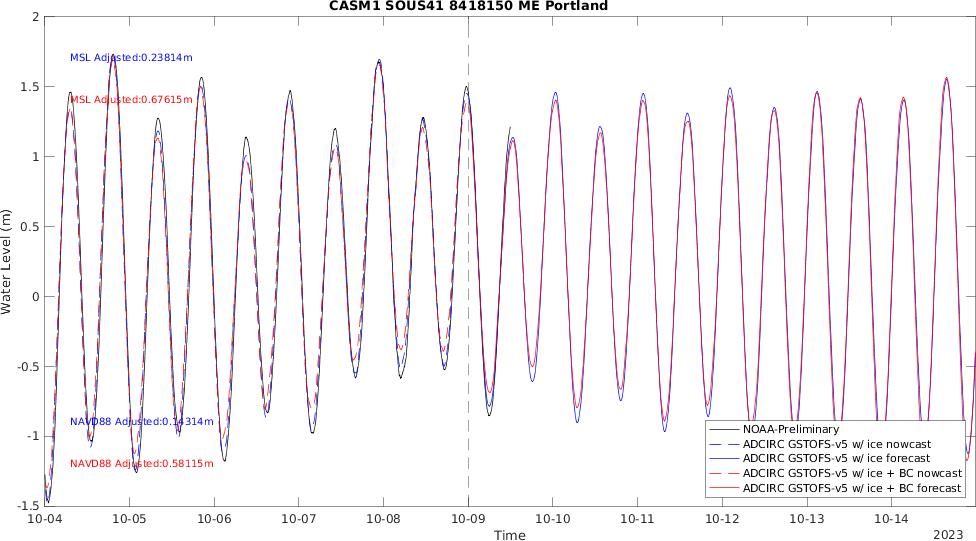 CASM1 SOUS41 8418150 ME Portland
2
1.5
1
0.5
0
-0.5
-1
-1.5
Water Level (m)
MSL Adjusted:0.23814m
MSL Adjusted:0.67615m
NAVD88 Adjusted:0.14314m
NAVD88 Adjusted:0.58115m
NOAA-Preliminary
ADCIRC GSTOFS-v5 w/ ice nowcast
ADCIRC GSTOFS-v5 w/ ice forecast
ADCIRC GSTOFS-v5 w/ ice + BC nowcast
ADCIRC GSTOFS-v5 w/ ice + BC forecast
10-04 10-05 10-06 10-07 10-08 10-09 10-10 10-11 10-12 10-13 10-14
Time
2023